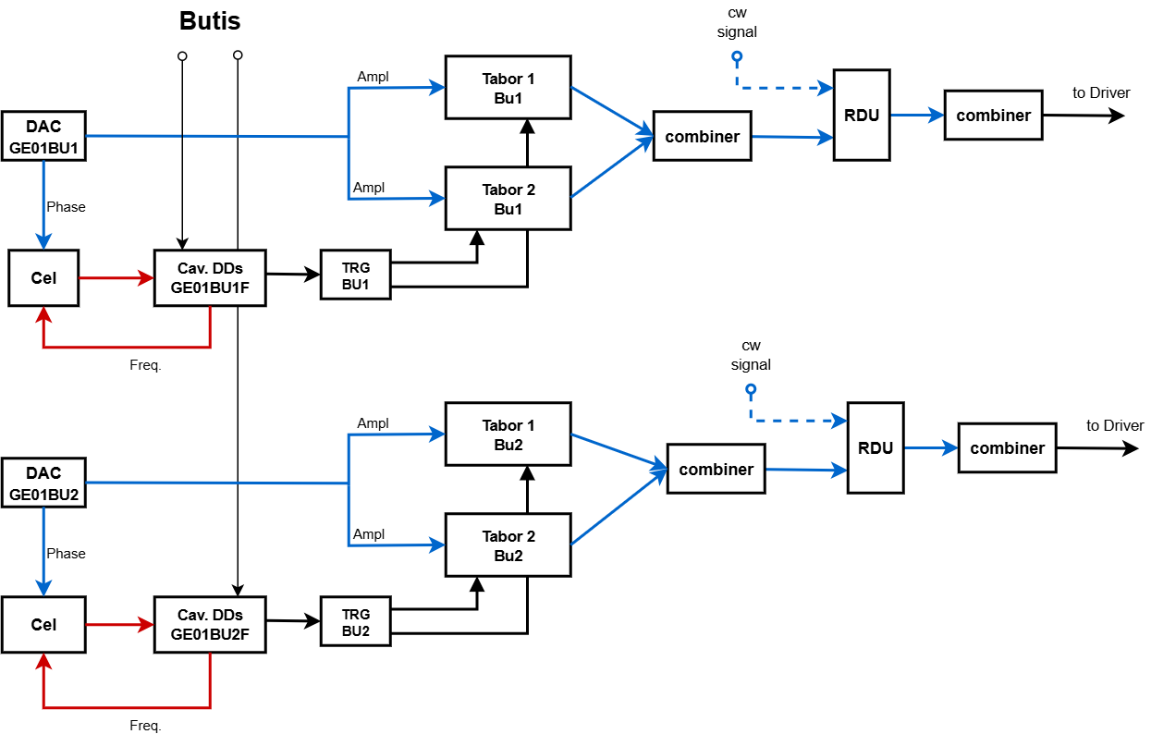 Butis
cw
signal
Ampl
Tabor 1
Bu1
to Driver
DAC
GE01BU1
RDU
combiner
combiner
Ampl
Tabor 2
Bu1
Phase
Cel
Cav. DDs
GE01BU1F
TRG
BU1
Freq.
cw
signal
Ampl
Tabor 1
Bu2
to Driver
DAC
GE01BU2
RDU
combiner
combiner
Ampl
Tabor 2
Bu2
Phase
Cel
Cav. DDs
GE01BU2F
TRG
BU2
Freq.